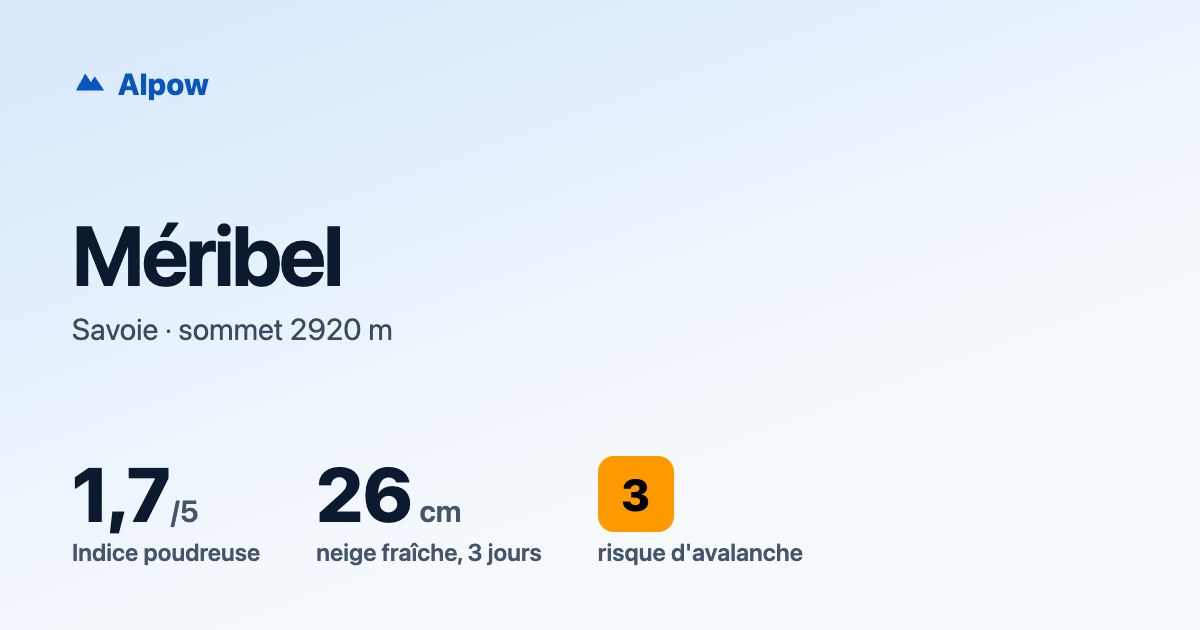 Alpow
Méribel
Savoie · sommet 2920 m
1,7/5
Indice poudreuse
26 cm
neige fraîche, 3 jours
3
risque d'avalanche